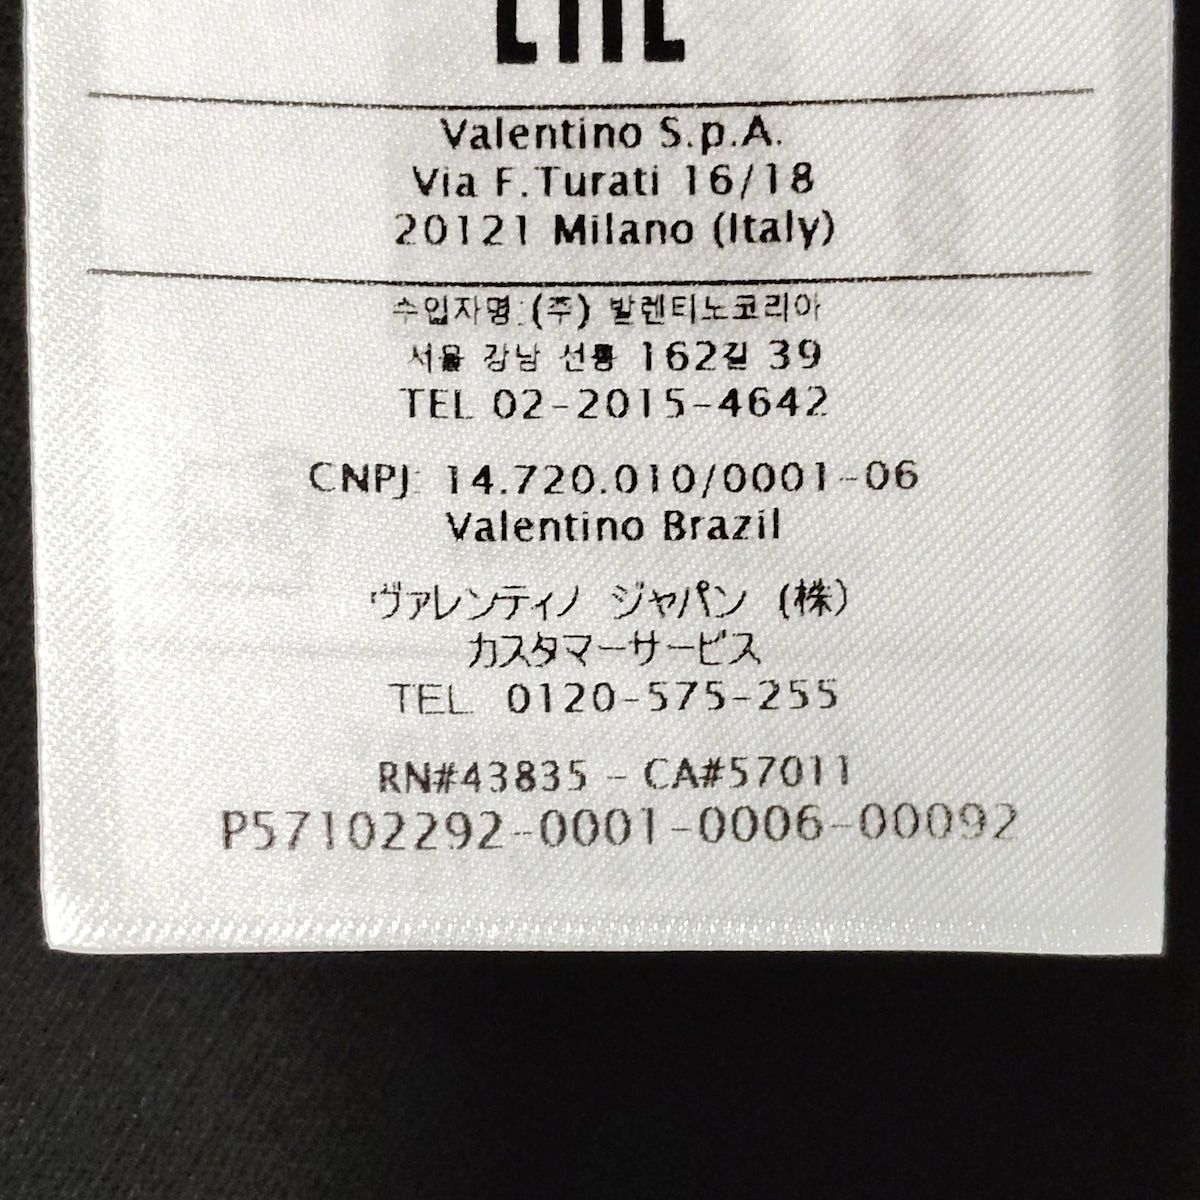 EAC
Valentino S.p.A.
Via F.Turati 16/18
20121 Milano (Italy)
수입자명:(주) 발렌티노코리아
서울 강남 선릉 162길 39
TEL 02-2015-4642
CNPJ: 14.720.010/0001-06
Valentino Brazil
ヴァレンティノ ジャパン (株)
カスタマーサービス
TEL 0120-575-255
RN#43835 - CA#57011
P57102292-0001-0006-00092